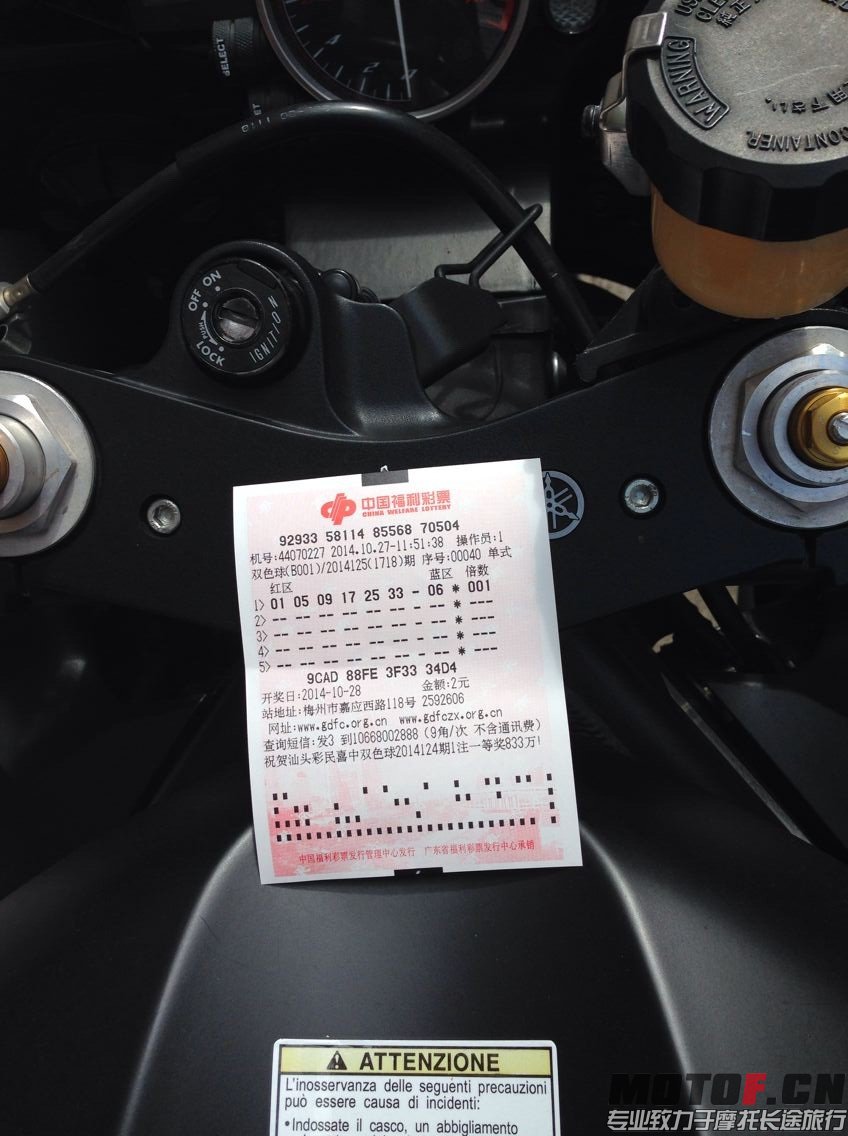 SELECT
4
2
WARNING
CONTAINER
OFF ON
PUSH
LOCK
IGNITION
中国福利彩票
CHINA WELFARE LOTTERY
92933 58114 85568 70504
机号:44070227 2014.10.27-11:51:38 操作员:1
双色球(B001)/2014125(1718)期 序号:00040 单式
红区 蓝区 倍数
1> 01 05 09 17 25 33 - 06 * 001
2> -- -- -- -- -- -- - -- * ---
3> -- -- -- -- -- -- - -- * ---
4> -- -- -- -- -- -- - -- * ---
5> -- -- -- -- -- -- - -- * ---
9CAD 88FE 3F33 34D4
开奖日:2014-10-28 金额:2元
站地址:梅州市嘉应西路118号 2592606
网址:www.gdfc.org.cn www.gdfczx.org.cn
查询短信:发3 到10668002888 (9角/次 不含通讯费)
祝贺汕头彩民喜中双色球2014124期1注一等奖833万!
中国福利彩票发行管理中心发行 广东省福利彩票发行中心承销
ATTENZIONE
L'inosservanza delle seguenti precauzioni
può essere causa di incidenti:
•Indossate il casco, un abbigliamento
MOTOF.CN
专业致力于摩托长途旅行